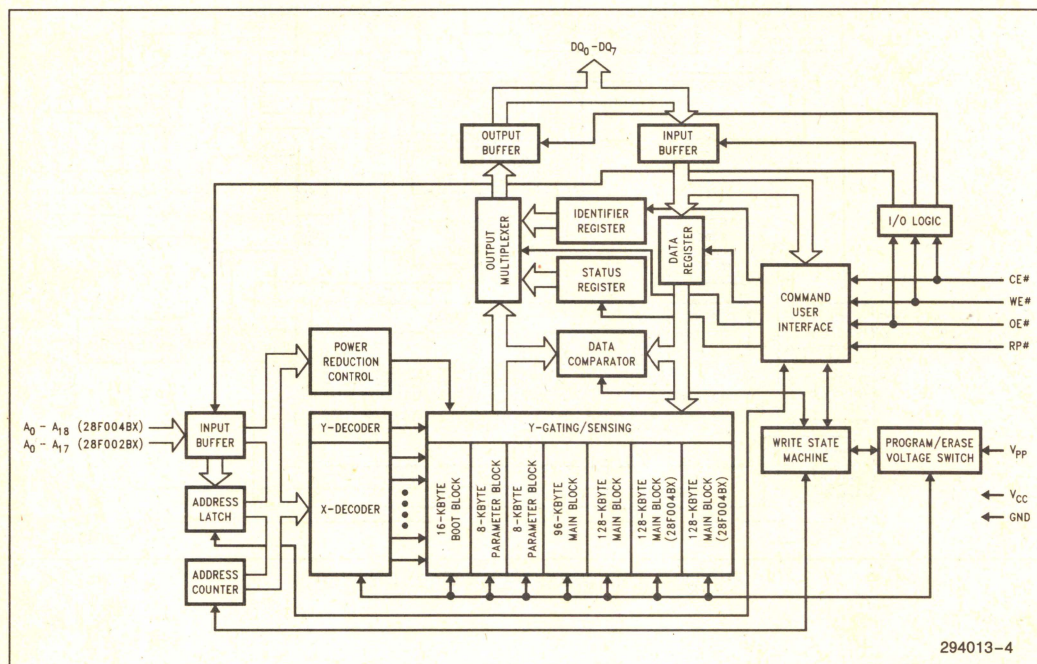 DQ0-DQ7
OUTPUT
BUFFER
INPUT
BUFFER
OUTPUT
MULTIPLEXER
IDENTIFIER
REGISTER
STATUS
REGISTER
DATA
REGISTER
I/O LOGIC
COMMAND
USER
INTERFACE
CE#
WE#
OE#
RP#
POWER
REDUCTION
CONTROL
DATA
COMPARATOR
A0 - A18 (28F004BX)
A0 - A17 (28F002BX)
INPUT
BUFFER
Y-DECODER
Y-GATING/SENSING
WRITE STATE
MACHINE
PROGRAM/ERASE
VOLTAGE SWITCH
VPP
ADDRESS
LATCH
X-DECODER
16-KBYTE
BOOT BLOCK
8-KBYTE
PARAMETER BLOCK
8-KBYTE
PARAMETER BLOCK
96-KBYTE
MAIN BLOCK
128-KBYTE
MAIN BLOCK
128-KBYTE
MAIN BLOCK
(28F004BX)
128-KBYTE
MAIN BLOCK
(28F004BX)
VCC
GND
ADDRESS
COUNTER
294013-4